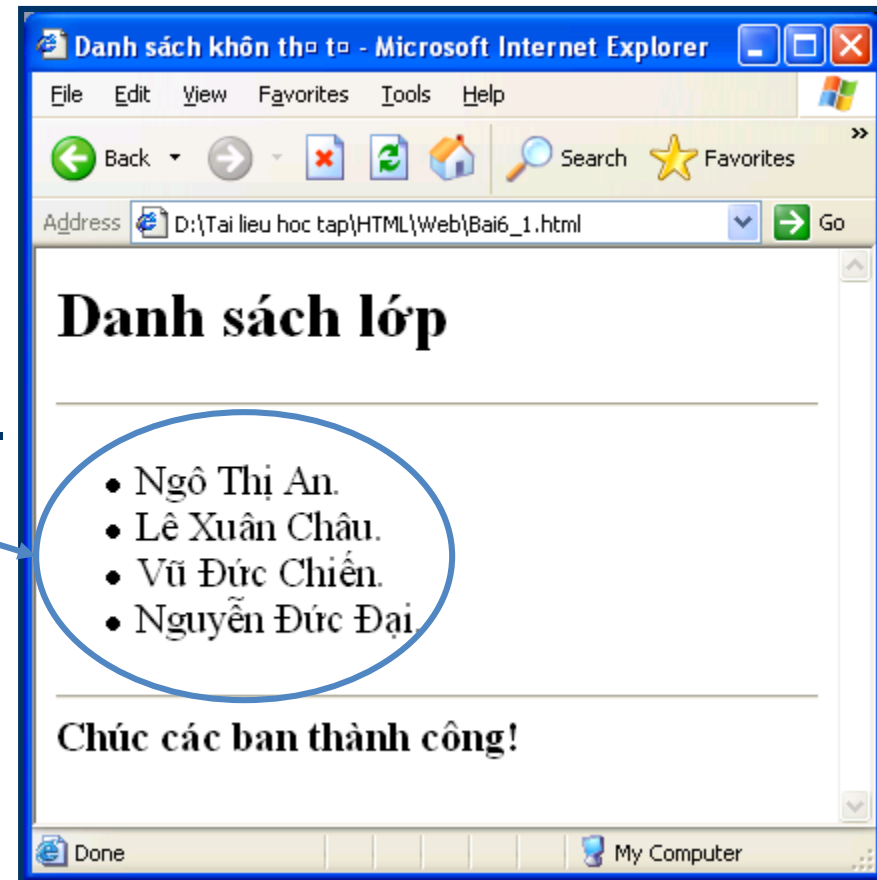 Danh sách khôn th¤ t¤ - Microsoft Internet Explorer
File Edit View Favorites Tools Help
Back Search Favorites »
Address D:\Tai lieu hoc tap\HTML\Web\Bai6_1.html Go
Danh sách lớp
• Ngô Thị An.
• Lê Xuân Châu.
• Vũ Đức Chiến.
• Nguyễn Đức Đại.
Chúc các ban thành công!
Done My Computer